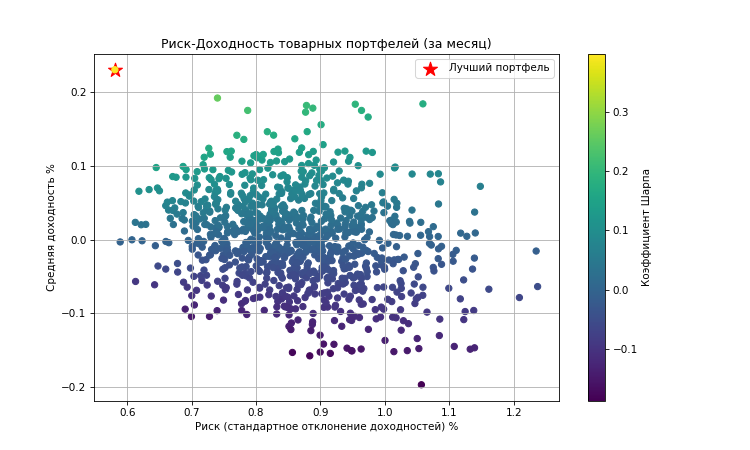 Риск-Доходность товарных портфелей (за месяц)
Лучший портфель
Средняя доходность %
0.2
0.1
0.0
−0.1
−0.2
0.6 0.7 0.8 0.9 1.0 1.1 1.2
Риск (стандартное отклонение доходностей) %
0.3
0.2
0.1
0.0
−0.1
Коэффициент Шарпа